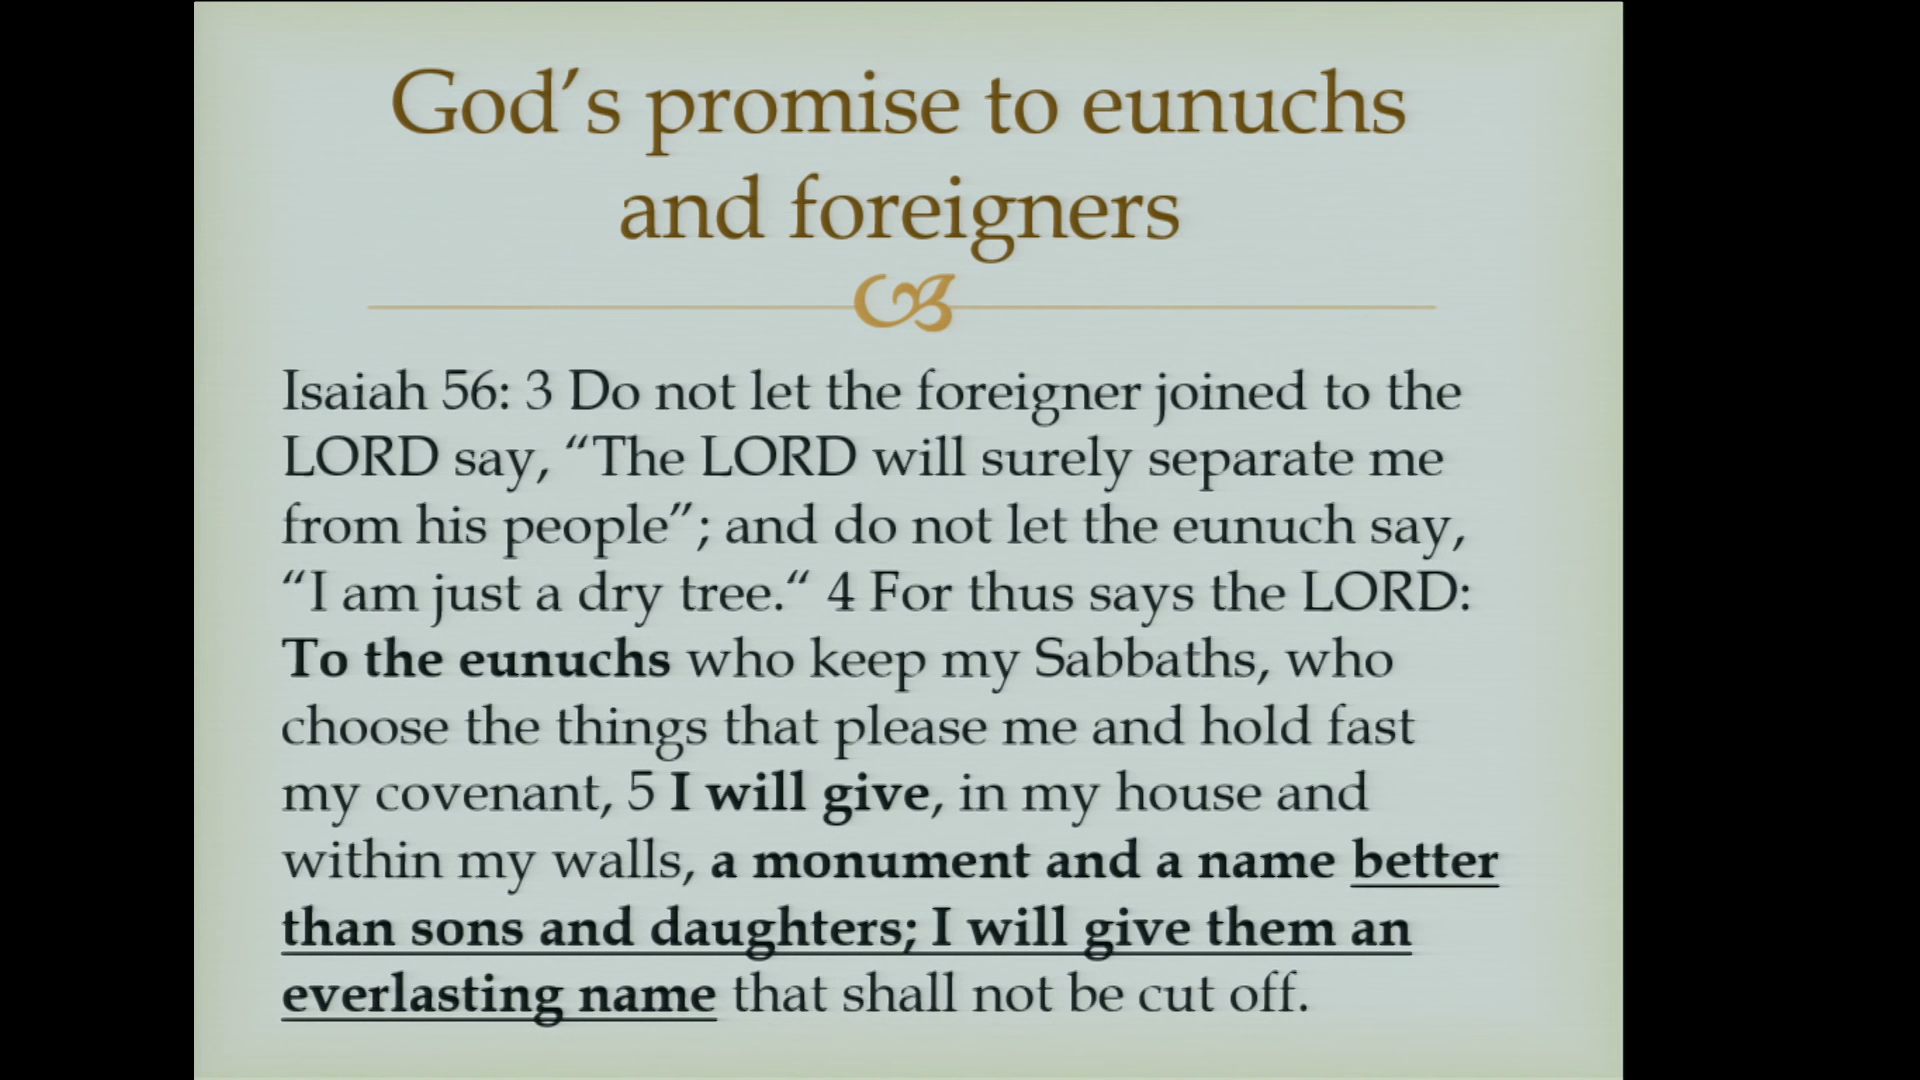 God’s promise to eunuchs
and foreigners
Isaiah 56: 3 Do not let the foreigner joined to the
LORD say, “The LORD will surely separate me
from his people”; and do not let the eunuch say,
“I am just a dry tree.“ 4 For thus says the LORD:
To the eunuchs who keep my Sabbaths, who
choose the things that please me and hold fast
my covenant, 5 I will give, in my house and
within my walls, a monument and a name better
than sons and daughters; I will give them an
everlasting name that shall not be cut off.